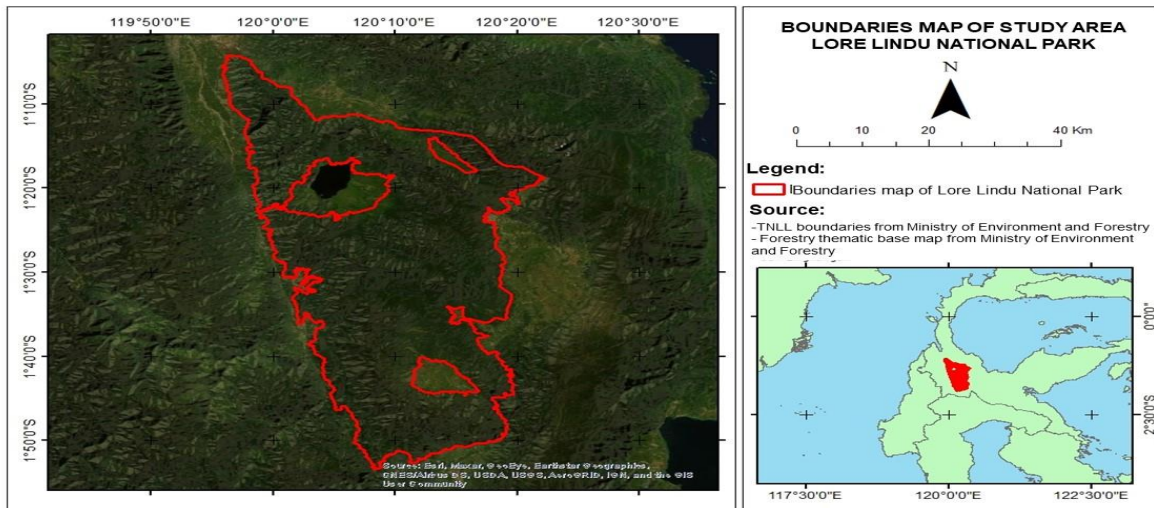 119°50'0"E 120°0'0"E 120°10'0"E 120°20'0"E 120°30'0"E
1°10'0"S
1°20'0"S
1°30'0"S
1°40'0"S
1°50'0"S
Source: Esri, Maxar, GeoEye, Earthstar Geographics,
CNES/Airbus DS, USDA, USGS, AeroGRID, IGN, and the GIS
User Community
BOUNDARIES MAP OF STUDY AREA
LORE LINDU NATIONAL PARK
N
0 10 20 40 Km
Legend:
Boundaries map of Lore Lindu National Park
Source:
-TNLL boundaries from Ministry of Environment and Forestry
- Forestry thematic base map from Ministry of Environment
and Forestry
0°0'0"
2°30'0"S
117°30'0"E 120°0'0"E 122°30'0"E